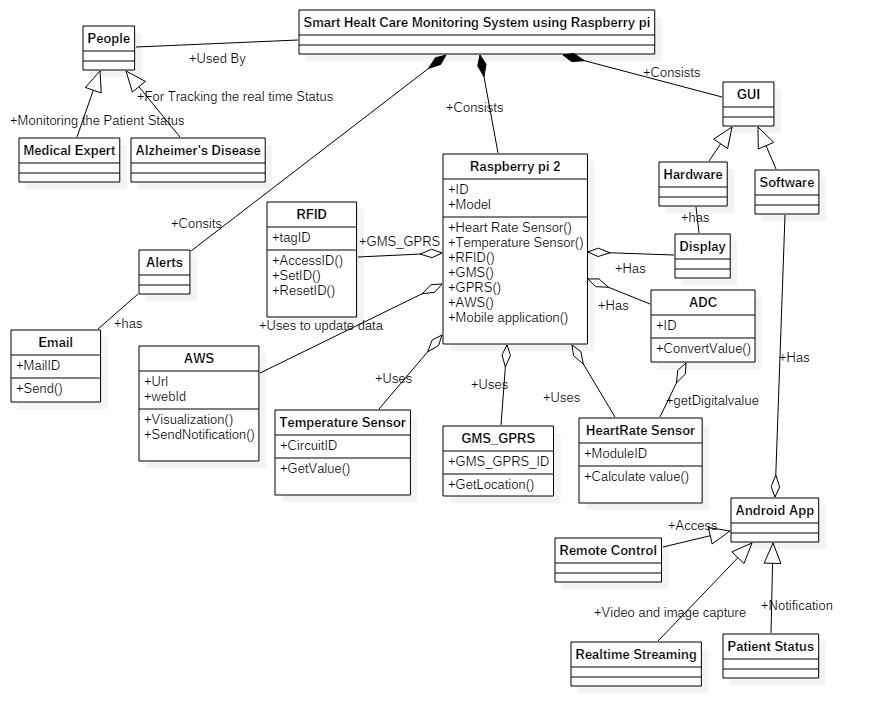 Smart Healt Care Monitoring System using Raspberry pi
People
+Used By
+Consists
GUI
+For Tracking the real time Status
+Consists
+Monitoring the Patient Status
Medical Expert
Alzheimer's Disease
Raspberry pi 2
+ID
+Model
+Heart Rate Sensor()
+Temperature Sensor()
+RFID()
+GMS()
+GPRS()
+AWS()
+Mobile application()
Hardware
Software
+has
Display
+Has
RFID
+tagID
+AccessID()
+SetID()
+ResetID()
+GMS_GPRS
+Consits
Alerts
+has
Email
+MailID
+Send()
+Uses to update data
AWS
+Url
+webId
+Visualization()
+SendNotification()
+Has
ADC
+ID
+ConvertValue()
+Has
+Uses
+Uses
+Uses
+getDigitalvalue
Temperature Sensor
+CircuitID
+GetValue()
GMS_GPRS
+GMS_GPRS_ID
+GetLocation()
HeartRate Sensor
+ModuleID
+Calculate value()
Android App
+Access
Remote Control
+Video and image capture
+Notification
Realtime Streaming
Patient Status